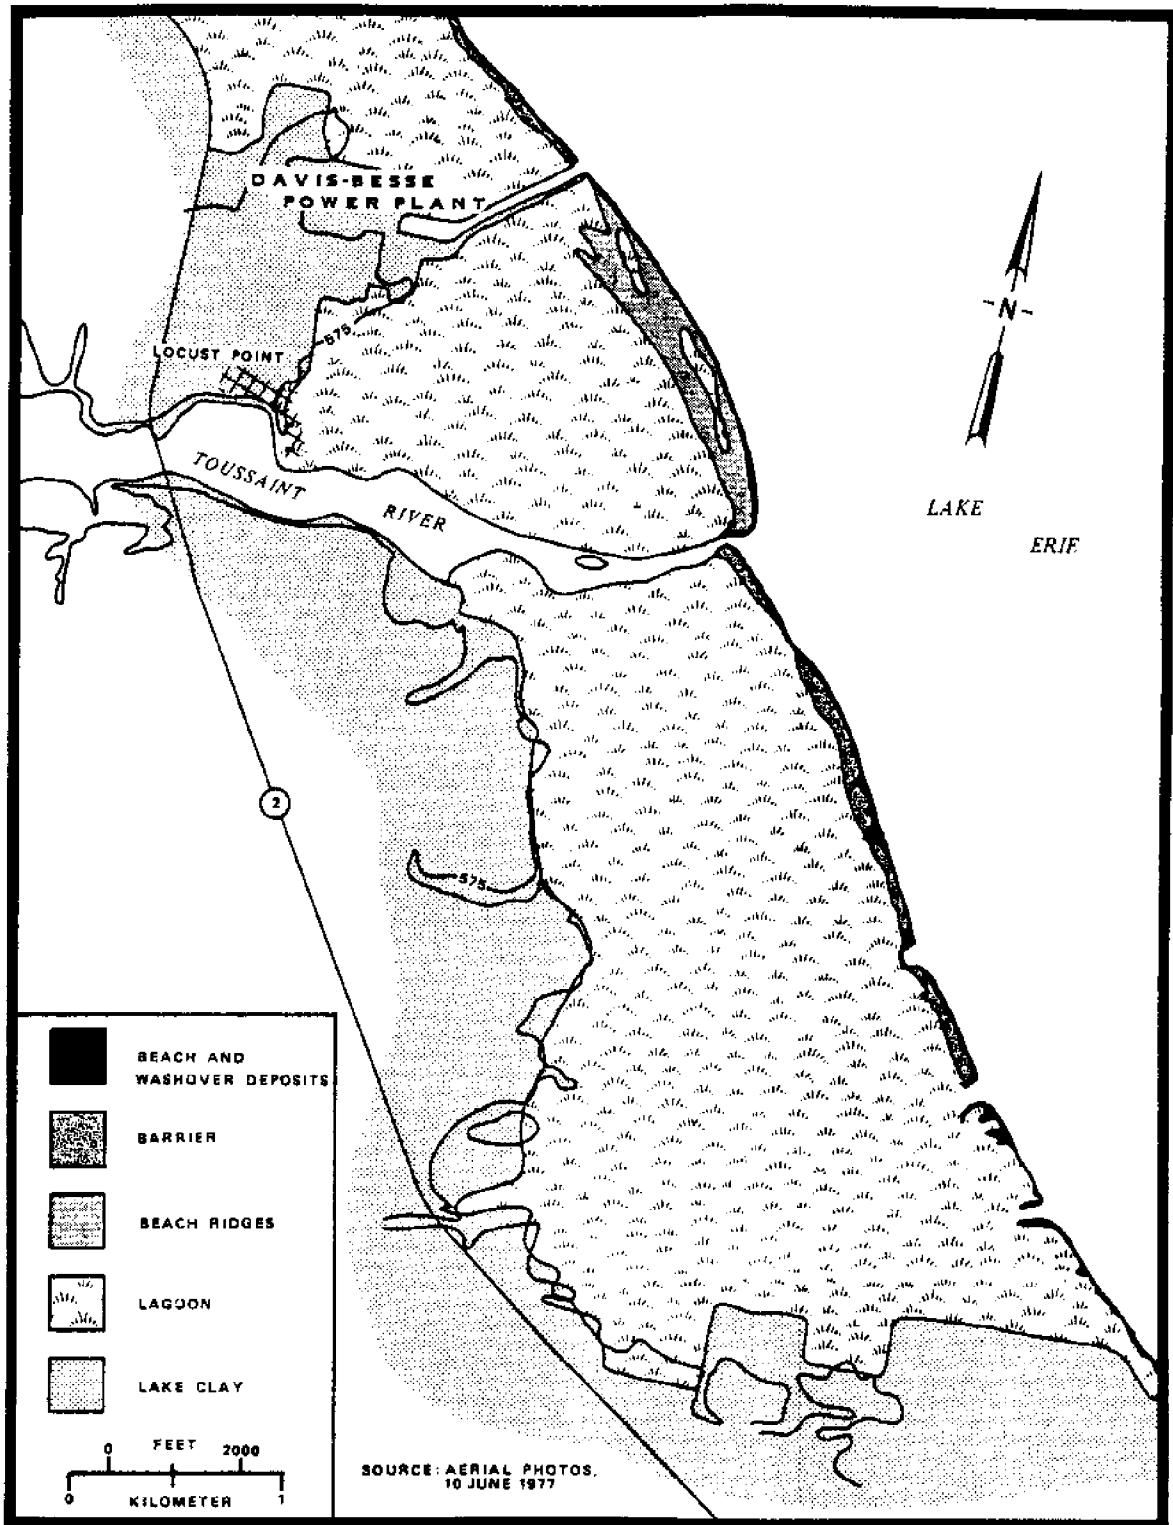 DAVIS-BESSE
POWER PLANT
575
LOCUST POINT
-N-
TOUSSAINT
RIVER
LAKE
ERIE
2
575
BEACH AND
WASHOVER DEPOSITS
BARRIER
BEACH RIDGES
LAGOON
LAKE CLAY
0 FEET 2000
0 KILOMETER 1
SOURCE: AERIAL PHOTOS,
10 JUNE 1977